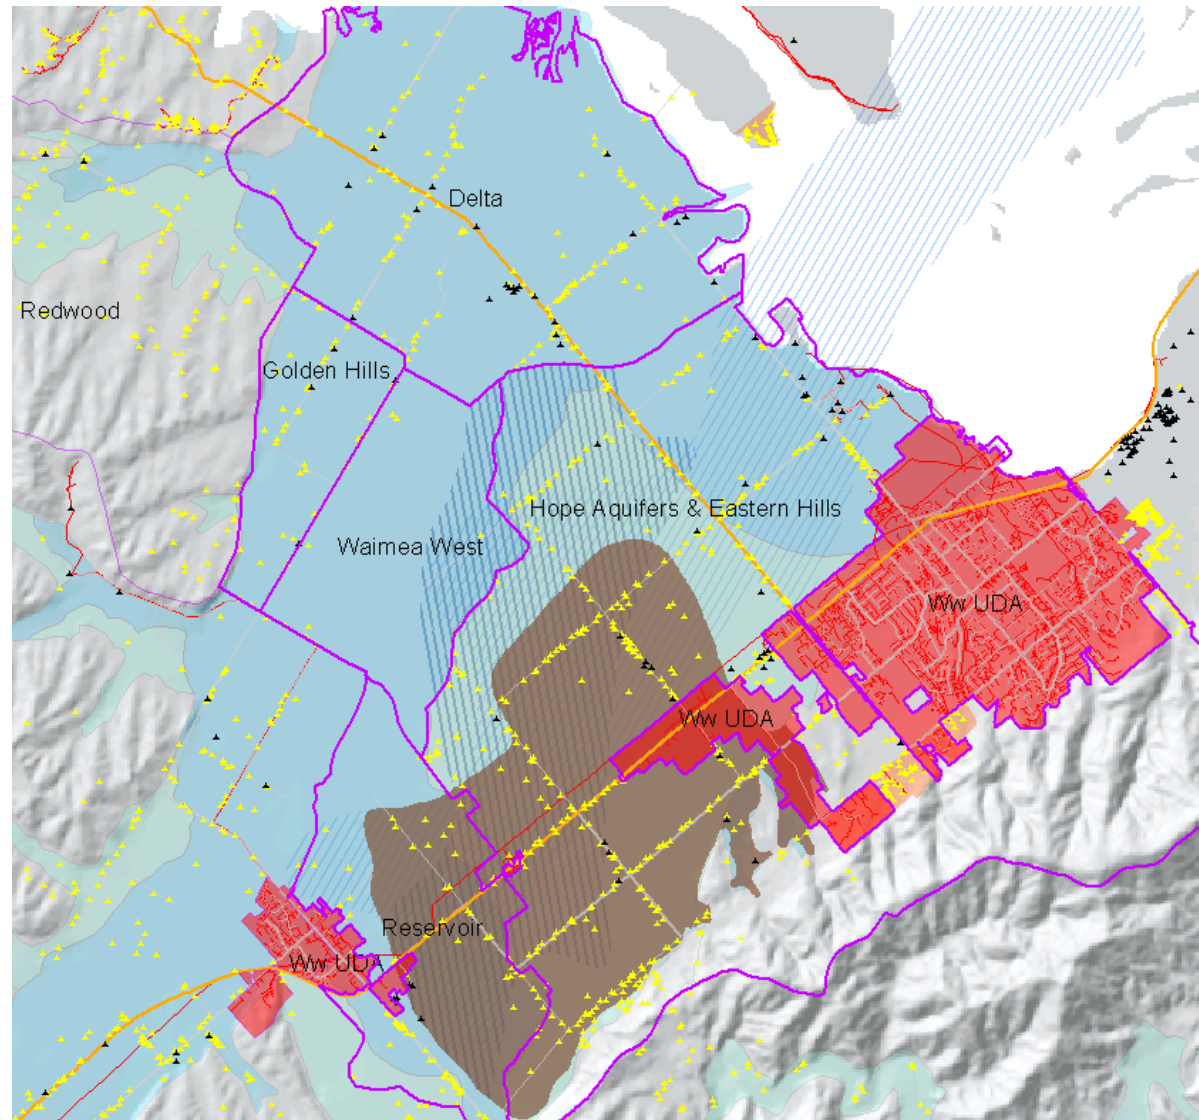 Delta
Redwood
Golden Hills
Hope Aquifers & Eastern Hills
Waimea West
Ww UDA
Ww UDA
Reservoir
Ww UDA